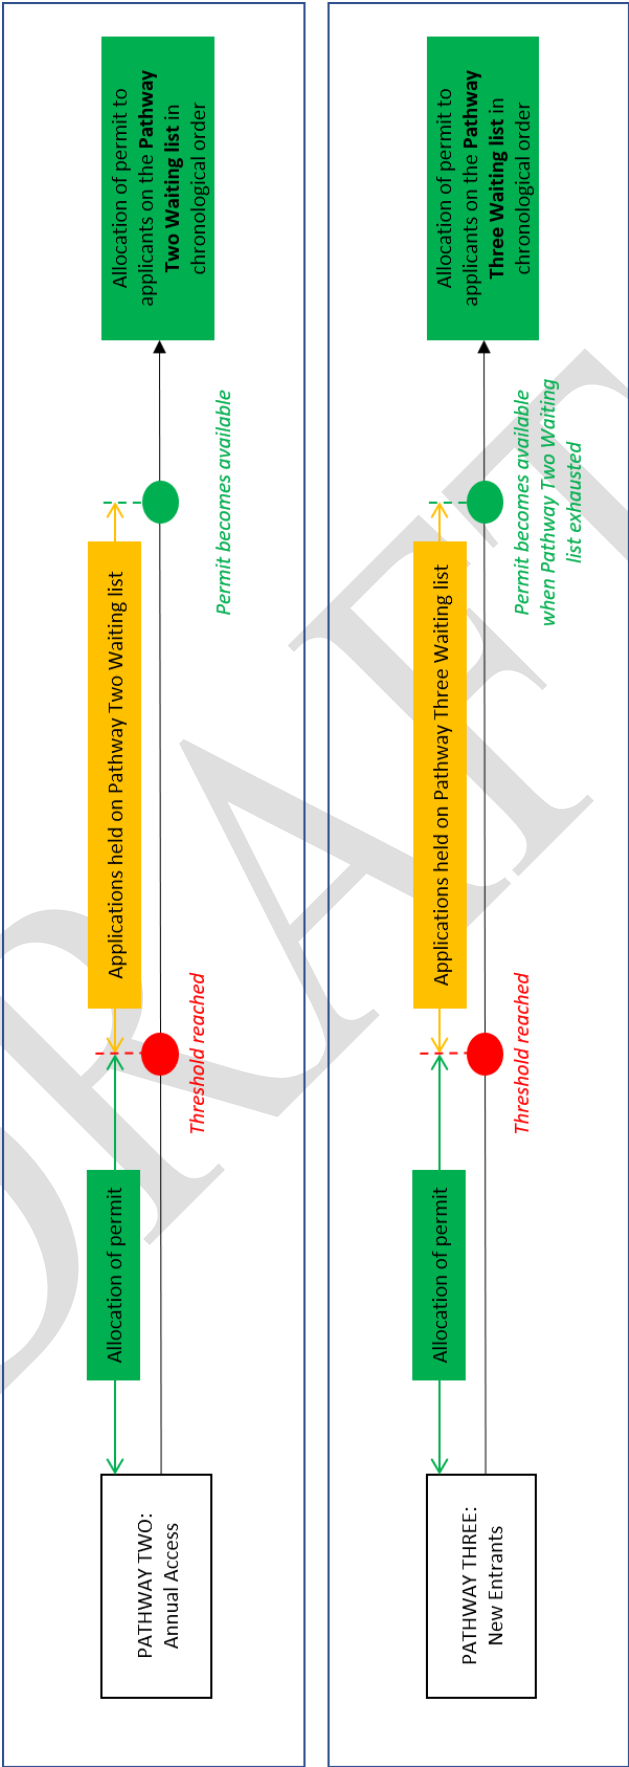 PATHWAY TWO:
Annual Access
Allocation of permit
Threshold reached
Applications held on Pathway Two Waiting list
Permit becomes available
Allocation of permit to
applicants on the Pathway
Two Waiting list in
chronological order
PATHWAY THREE:
New Entrants
Allocation of permit
Threshold reached
Applications held on Pathway Three Waiting list
Permit becomes available
when Pathway Two Waiting
list exhausted
Allocation of permit to
applicants on the Pathway
Three Waiting list in
chronological order
DRAFT